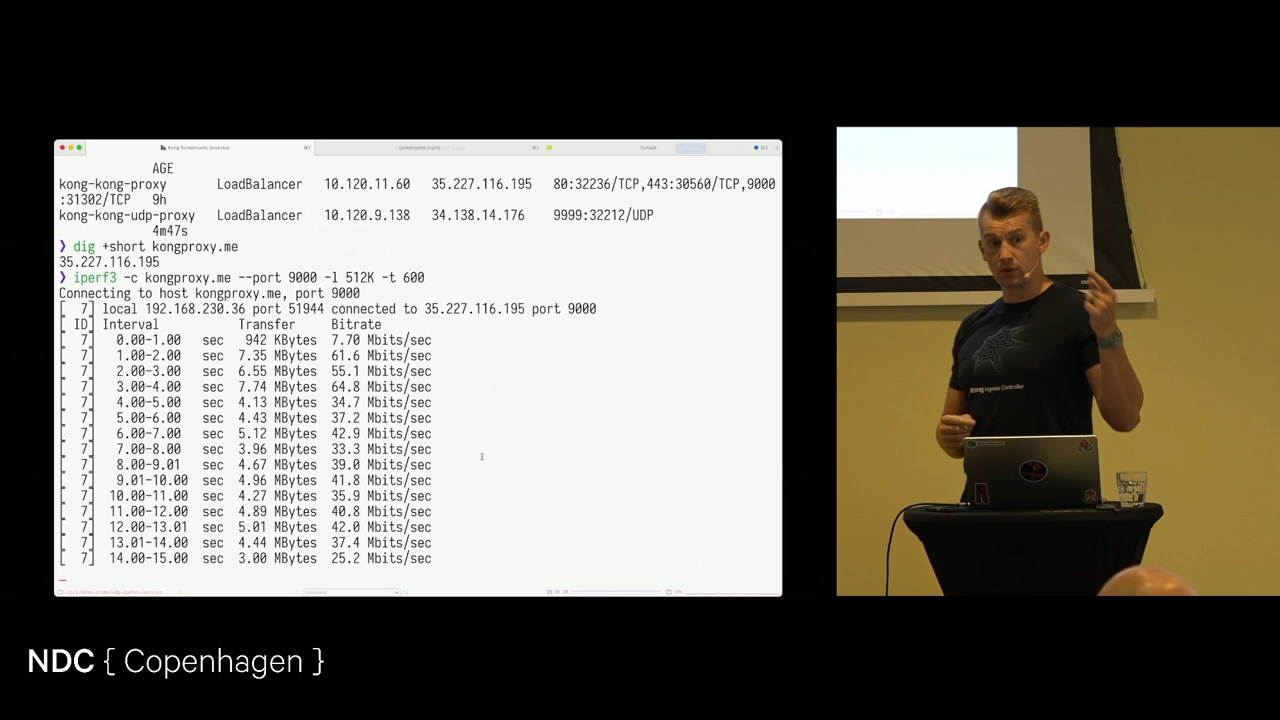 Kong Screencasts (baseoks)
Default
AGE
kong-kong-proxy LoadBalancer 10.120.11.60 35.227.116.195 80:32236/TCP,443:30560/TCP,9000
:31302/TCP 9h
kong-kong-udp-proxy LoadBalancer 10.120.9.138 34.138.14.176 9999:32212/UDP
4m47s
❯ dig +short kongproxy.me
35.227.116.195
❯ iperf3 -c kongproxy.me --port 9000 -l 512K -t 600
Connecting to host kongproxy.me, port 9000
[ 7] local 192.168.230.36 port 51944 connected to 35.227.116.195 port 9000
[ ID] Interval Transfer Bitrate
[ 7] 0.00-1.00 sec 942 KBytes 7.70 Mbits/sec
[ 7] 1.00-2.00 sec 7.35 MBytes 61.6 Mbits/sec
[ 7] 2.00-3.00 sec 6.55 MBytes 55.1 Mbits/sec
[ 7] 3.00-4.00 sec 7.74 MBytes 64.8 Mbits/sec
[ 7] 4.00-5.00 sec 4.13 MBytes 34.7 Mbits/sec
[ 7] 5.00-6.00 sec 4.43 MBytes 37.2 Mbits/sec
[ 7] 6.00-7.00 sec 5.12 MBytes 42.9 Mbits/sec
[ 7] 7.00-8.00 sec 3.96 MBytes 33.3 Mbits/sec
[ 7] 8.00-9.01 sec 4.67 MBytes 39.0 Mbits/sec
[ 7] 9.01-10.00 sec 4.96 MBytes 41.8 Mbits/sec
[ 7] 10.00-11.00 sec 4.27 MBytes 35.9 Mbits/sec
[ 7] 11.00-12.00 sec 4.89 MBytes 40.8 Mbits/sec
[ 7] 12.00-13.01 sec 5.01 MBytes 42.0 Mbits/sec
[ 7] 13.01-14.00 sec 4.44 MBytes 37.4 Mbits/sec
[ 7] 14.00-15.00 sec 3.00 MBytes 25.2 Mbits/sec
Kong Ingress Controller
NDC { Copenhagen }